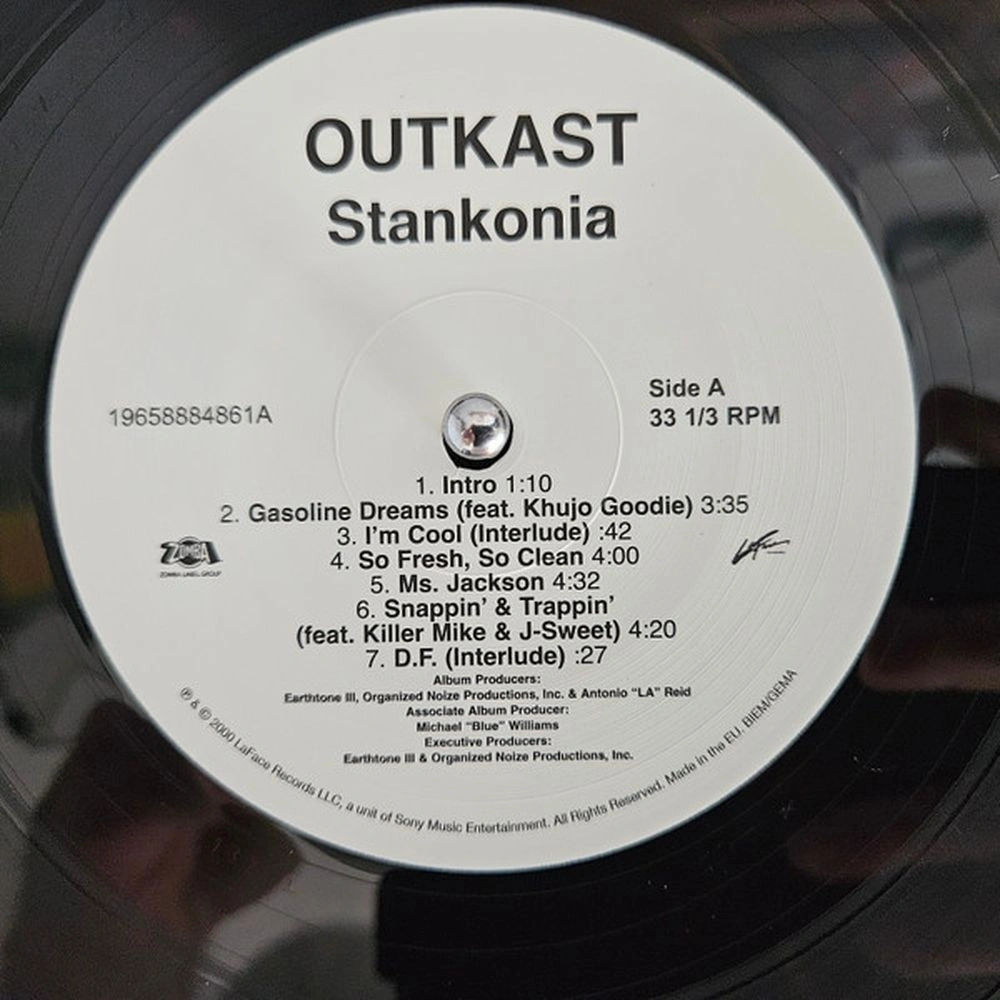 OUTKAST
Stankonia
19658884861A
Side A
33 1/3 RPM
1. Intro 1:10
2. Gasoline Dreams (feat. Khujo Goodie) 3:35
3. I'm Cool (Interlude) :42
4. So Fresh, So Clean 4:00
5. Ms. Jackson 4:32
6. Snappin' & Trappin'
(feat. Killer Mike & J-Sweet) 4:20
7. D.F. (Interlude) :27
ZOMBA
ZOMBA LABEL GROUP
Album Producers:
Earthtone III, Organized Noize Productions, Inc. & Antonio “LA” Reid
Associate Album Producer:
Michael “Blue” Williams
Executive Producers:
Earthtone III & Organized Noize Productions, Inc.
℗ & © 2000 LaFace Records LLC, a unit of Sony Music Entertainment. All Rights Reserved. Made in the EU. BIEM/GEMA